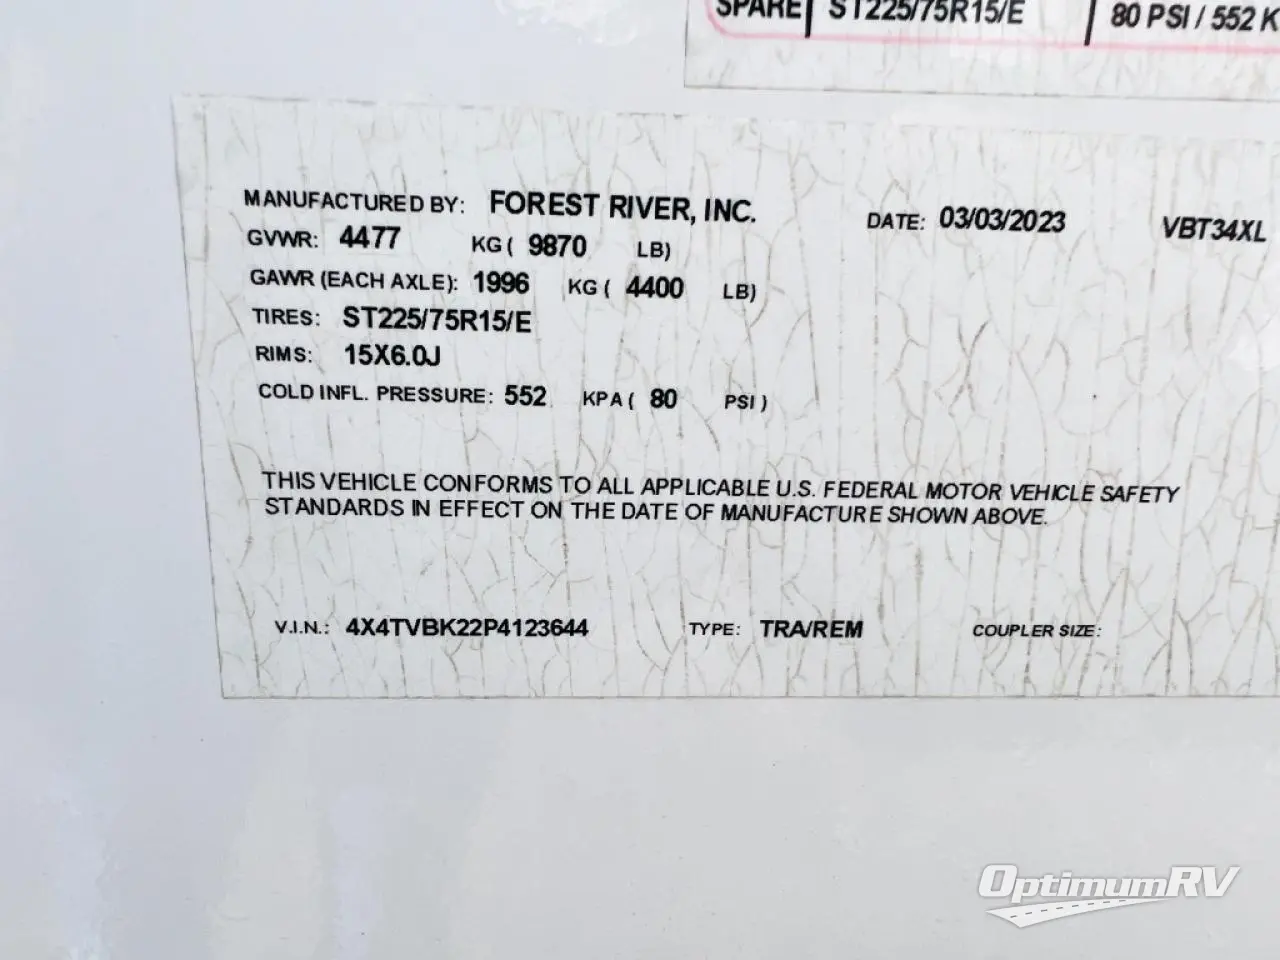 SPARE ST225/75R15/E 80 PSI / 552 K
MANUFACTURED BY: FOREST RIVER, INC. DATE: 03/03/2023 VBT34XL
GVWR: 4477 KG ( 9870 LB)
GAWR (EACH AXLE): 1996 KG ( 4400 LB)
TIRES: ST225/75R15/E
RIMS: 15X6.0J
COLD INFL. PRESSURE: 552 KPA ( 80 PSI )
THIS VEHICLE CONFORMS TO ALL APPLICABLE U.S. FEDERAL MOTOR VEHICLE SAFETY
STANDARDS IN EFFECT ON THE DATE OF MANUFACTURE SHOWN ABOVE.
V.I.N.: 4X4TVBK22P4123644 TYPE: TRA/REM COUPLER SIZE:
OptimumRV